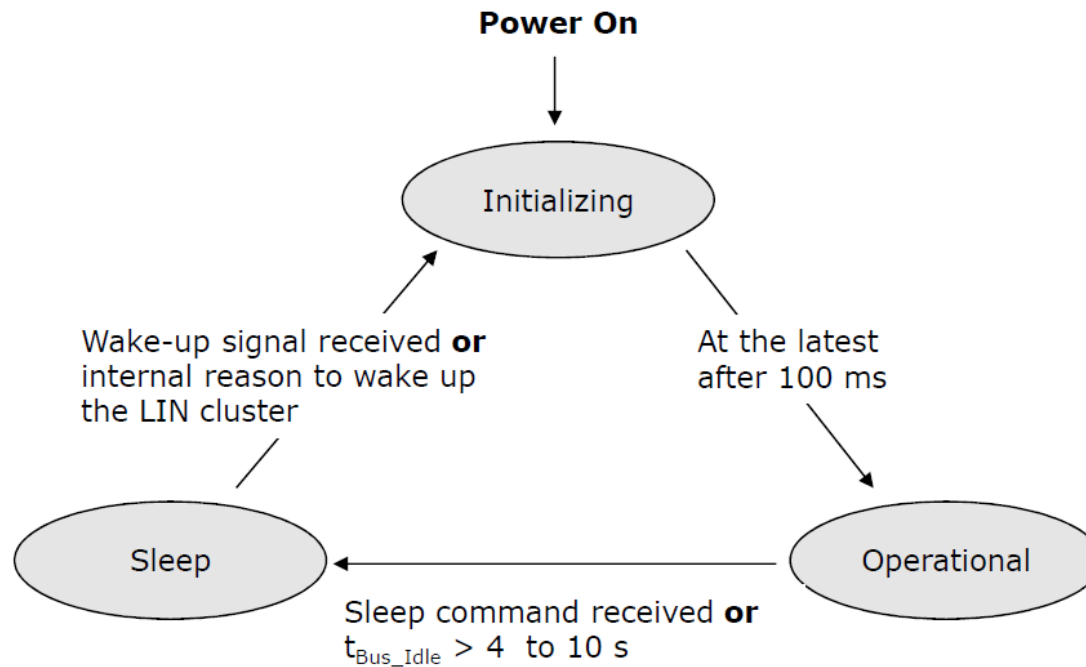 Power On
Initializing
Wake-up signal received or
internal reason to wake up
the LIN cluster
At the latest
after 100 ms
Sleep
Operational
Sleep command received or
tBus_Idle > 4  to 10 s